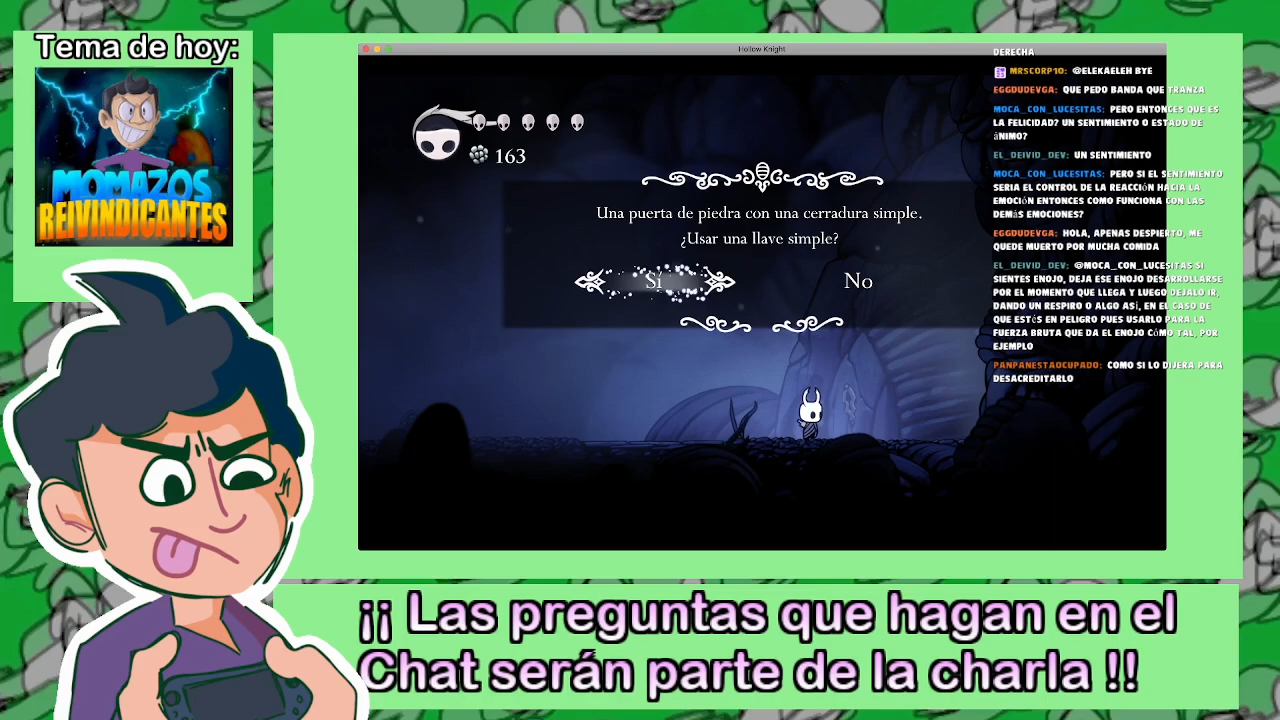 Tema de hoy:
MOMAZOS
REIVINDICANTES
Hollow Knight
163
Una puerta de piedra con una cerradura simple.
¿Usar una llave simple?
Sí
No
DERECHA
MRSCORP10: @ELEKAELEH BYE
EGGDUDEVGA: QUE PEDO BANDA QUE TRANZA
MOCA_CON_LUCESITAS: PERO ENTONCES QUE ES
LA FELICIDAD? UN SENTIMIENTO O ESTADO DE
áNIMO?
EL_DEIVID_DEV: UN SENTIMIENTO
MOCA_CON_LUCESITAS: PERO SI EL SENTIMIENTO
SERIA EL CONTROL DE LA REACCIóN HACIA LA
EMOCIóN ENTONCES COMO FUNCIONA CON LAS
DEMáS EMOCIONES?
EGGDUDEVGA: HOLA, APENAS DESPIERTO, ME
QUEDE MUERTO POR MUCHA COMIDA
EL_DEIVID_DEV: @MOCA_CON_LUCESITAS SI
SIENTES ENOJO, DEJA ESE ENOJO DESARROLLARSE
POR EL MOMENTO QUE LLEGA Y LUEGO DEJALO IR,
DANDO UN RESPIRO O ALGO ASí, EN EL CASO DE
QUE ESTéS EN PELIGRO PUES USARLO PARA LA
FUERZA BRUTA QUE DA EL ENOJO CóMO TAL, POR
EJEMPLO
PANPANESTAOCUPADO: COMO SI LO DIJERA PARA
DESACREDITARLO
¡¡ Las preguntas que hagan en el
Chat serán parte de la charla !!